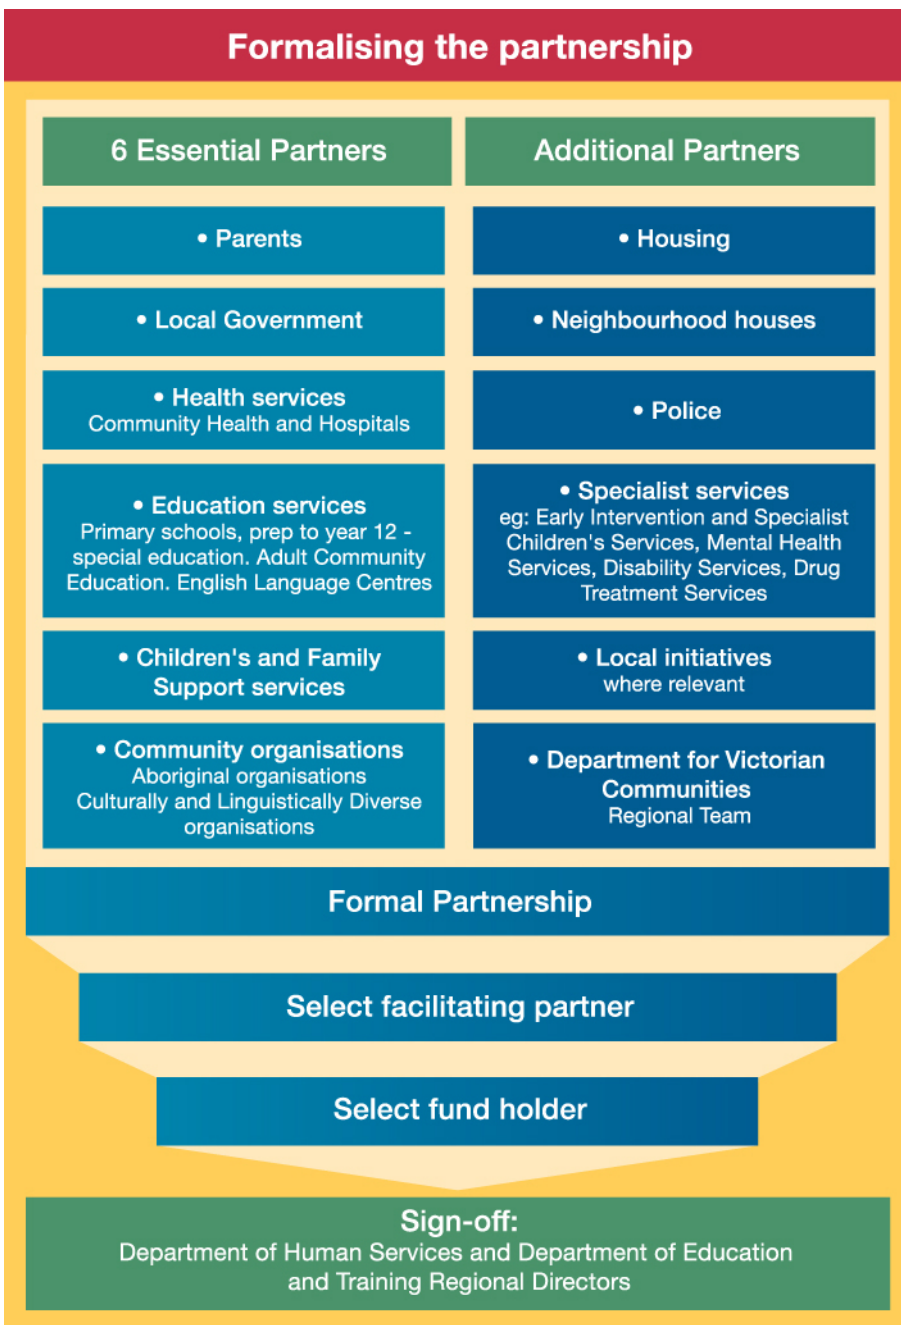 Formalising the partnership
6 Essential Partners
• Parents
• Local Government
• Health services
Community Health and Hospitals
• Education services
Primary schools, prep to year 12 -
special education. Adult Community
Education. English Language Centres
• Children's and Family
Support services
• Community organisations
Aboriginal organisations
Culturally and Linguistically Diverse
organisations
Additional Partners
• Housing
• Neighbourhood houses
• Police
• Specialist services
eg: Early Intervention and Specialist
Children's Services, Mental Health
Services, Disability Services, Drug
Treatment Services
• Local initiatives
where relevant
• Department for Victorian
Communities
Regional Team
Formal Partnership
Select facilitating partner
Select fund holder
Sign-off:
Department of Human Services and Department of Education
and Training Regional Directors